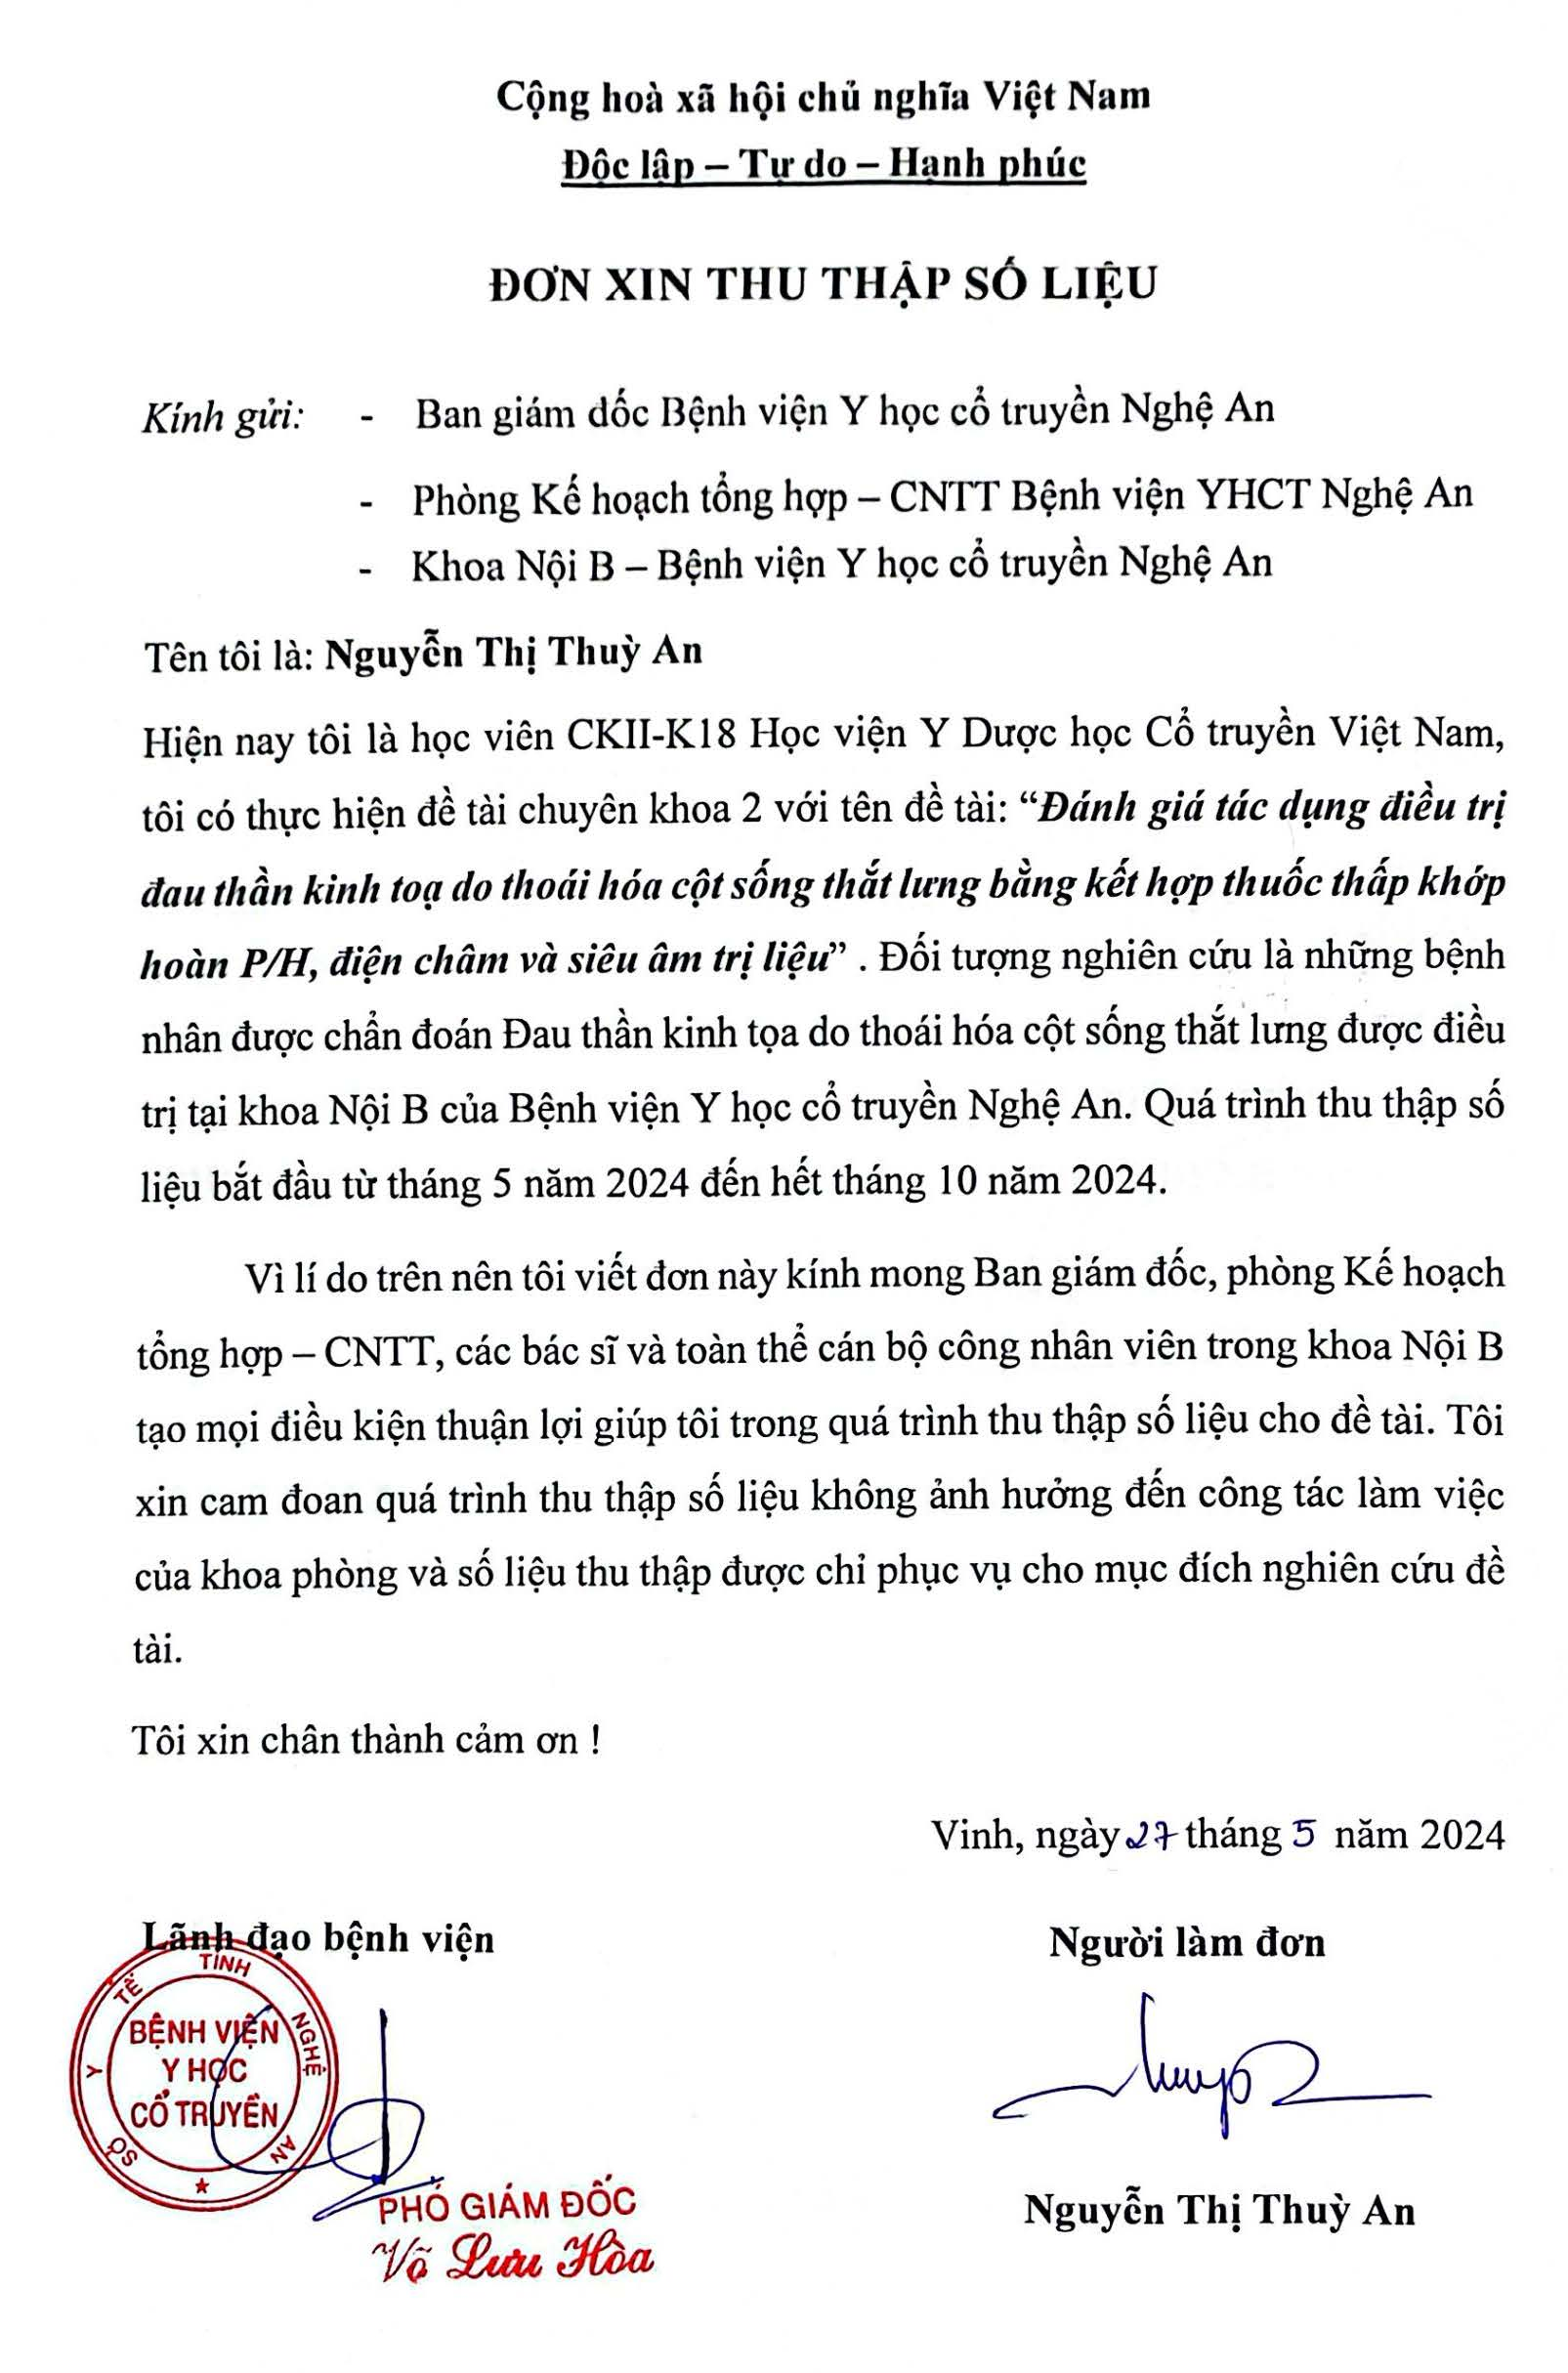 Cộng hoà xã hội chủ nghĩa Việt Nam
Độc lập – Tự do – Hạnh phúc
ĐƠN XIN THU THẬP SỐ LIỆU
Kính gửi: - Ban giám đốc Bệnh viện Y học cổ truyền Nghệ An
- Phòng Kế hoạch tổng hợp – CNTT Bệnh viện YHCT Nghệ An
- Khoa Nội B – Bệnh viện Y học cổ truyền Nghệ An
Tên tôi là: Nguyễn Thị Thuỳ An
Hiện nay tôi là học viên CKII-K18 Học viện Y Dược học Cổ truyền Việt Nam,
tôi có thực hiện đề tài chuyên khoa 2 với tên đề tài: “Đánh giá tác dụng điều trị
đau thần kinh toạ do thoái hóa cột sống thắt lưng bằng kết hợp thuốc thấp khớp
hoàn P/H, điện châm và siêu âm trị liệu” . Đối tượng nghiên cứu là những bệnh
nhân được chẩn đoán Đau thần kinh tọa do thoái hóa cột sống thắt lưng được điều
trị tại khoa Nội B của Bệnh viện Y học cổ truyền Nghệ An. Quá trình thu thập số
liệu bắt đầu từ tháng 5 năm 2024 đến hết tháng 10 năm 2024.
Vì lí do trên nên tôi viết đơn này kính mong Ban giám đốc, phòng Kế hoạch
tổng hợp – CNTT, các bác sĩ và toàn thể cán bộ công nhân viên trong khoa Nội B
tạo mọi điều kiện thuận lợi giúp tôi trong quá trình thu thập số liệu cho đề tài. Tôi
xin cam đoan quá trình thu thập số liệu không ảnh hưởng đến công tác làm việc
của khoa phòng và số liệu thu thập được chỉ phục vụ cho mục đích nghiên cứu đề
tài.
Tôi xin chân thành cảm ơn !
Vinh, ngày 27 tháng 5 năm 2024
Lãnh đạo bệnh viện
Người làm đơn
SỞ Y TẾ TỈNH NGHỆ AN
BỆNH VIỆN
Y HỌC
CỔ TRUYỀN
PHÓ GIÁM ĐỐC
Võ Lưu Hòa
Nguyễn Thị Thuỳ An